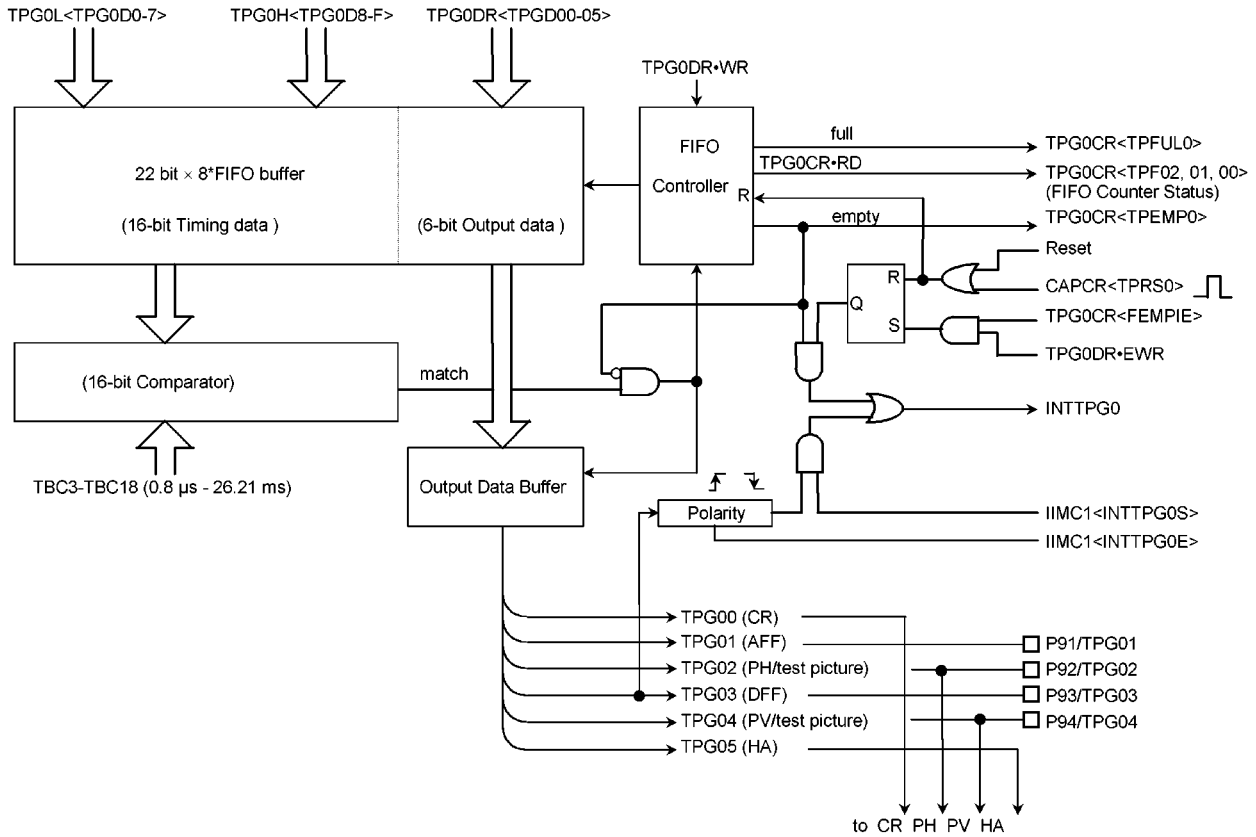 TPG0L<TPG0D0-7>
TPG0H<TPG0D8-F>
TPG0DR<TPGD00-05>
TPG0DR•WR
22 bit × 8*FIFO buffer
(16-bit Timing data )
(6-bit Output data )
FIFO
Controller
R
full
TPG0CR•RD
empty
TPG0CR<TPFUL0>
TPG0CR<TPF02, 01, 00>
(FIFO Counter Status)
TPG0CR<TPEMP0>
Reset
CAPCR<TPRS0>
TPG0CR<FEMPIE>
TPG0DR•EWR
R
Q
S
(16-bit Comparator)
match
INTTPG0
TBC3-TBC18 (0.8 µs - 26.21 ms)
Output Data Buffer
Polarity
IIMC1<INTTPG0S>
IIMC1<INTTPG0E>
TPG00 (CR)
TPG01 (AFF)
P91/TPG01
TPG02 (PH/test picture)
P92/TPG02
TPG03 (DFF)
P93/TPG03
TPG04 (PV/test picture)
P94/TPG04
TPG05 (HA)
to CR PH PV HA